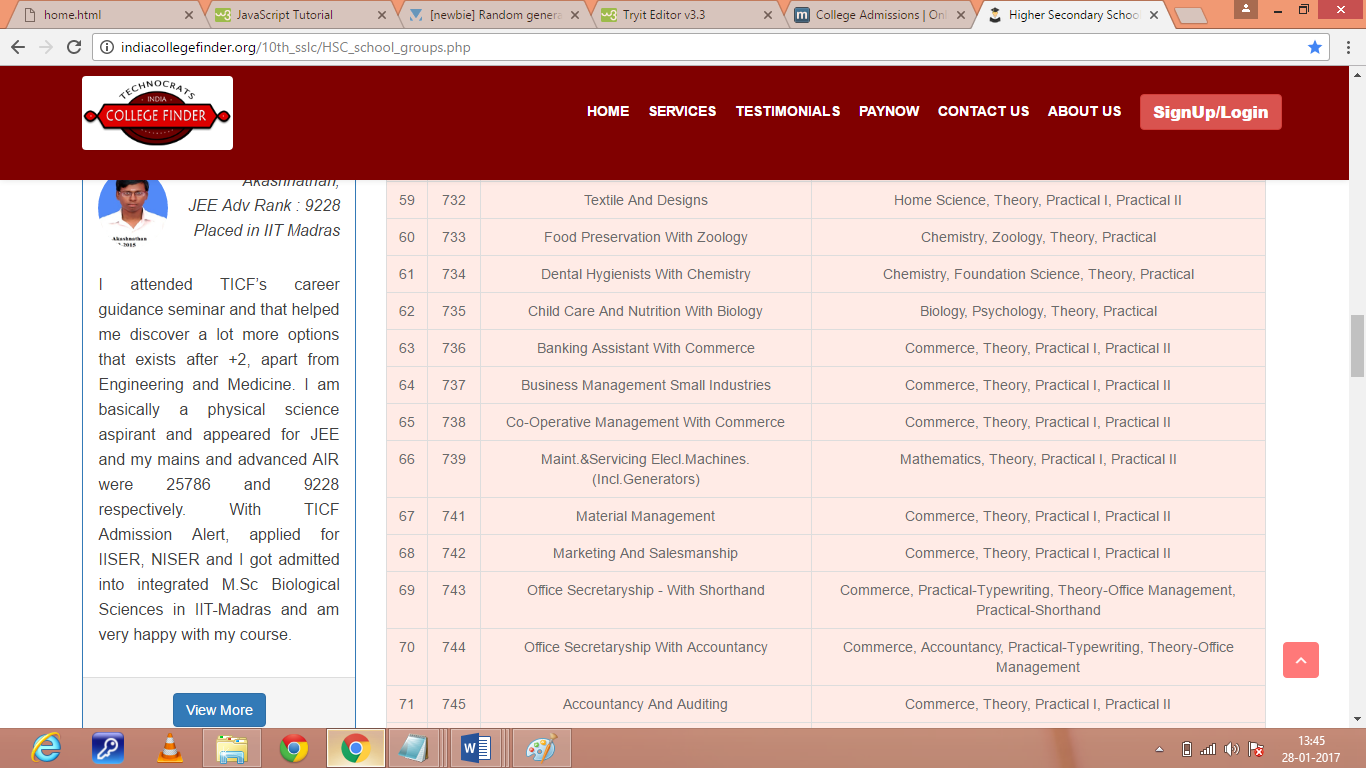 home.html
JavaScript Tutorial
[newbie] Random genera
Tryit Editor v3.3
College Admissions | Onl
Higher Secondary Schoo
indiacollegefinder.org/10th_sslc/HSC_school_groups.php
TECHNOCRATS
INDIA
COLLEGE FINDER
HOME SERVICES TESTIMONIALS PAYNOW CONTACT US ABOUT US SignUp/Login
Akashnathan,
JEE Adv Rank : 9228
Placed in IIT Madras
Akashnathan
I attended TICF's career
guidance seminar and that helped
me discover a lot more options
that exists after +2, apart from
Engineering and Medicine. I am
basically a physical science
aspirant and appeared for JEE
and my mains and advanced AIR
were 25786 and 9228
respectively. With TICF
Admission Alert, applied for
IISER, NISER and I got admitted
into integrated M.Sc Biological
Sciences in IIT-Madras and am
very happy with my course.
View More
59 732 Textile And Designs Home Science, Theory, Practical I, Practical II
60 733 Food Preservation With Zoology Chemistry, Zoology, Theory, Practical
61 734 Dental Hygienists With Chemistry Chemistry, Foundation Science, Theory, Practical
62 735 Child Care And Nutrition With Biology Biology, Psychology, Theory, Practical
63 736 Banking Assistant With Commerce Commerce, Theory, Practical I, Practical II
64 737 Business Management Small Industries Commerce, Theory, Practical I, Practical II
65 738 Co-Operative Management With Commerce Commerce, Theory, Practical I, Practical II
66 739 Maint.&Servicing Elecl.Machines. Mathematics, Theory, Practical I, Practical II
(Incl.Generators)
67 741 Material Management Commerce, Theory, Practical I, Practical II
68 742 Marketing And Salesmanship Commerce, Theory, Practical I, Practical II
69 743 Office Secretaryship - With Shorthand Commerce, Practical-Typewriting, Theory-Office Management,
Practical-Shorthand
70 744 Office Secretaryship With Accountancy Commerce, Accountancy, Practical-Typewriting, Theory-Office
Management
71 745 Accountancy And Auditing Commerce, Theory, Practical I, Practical II
13:45
28-01-2017